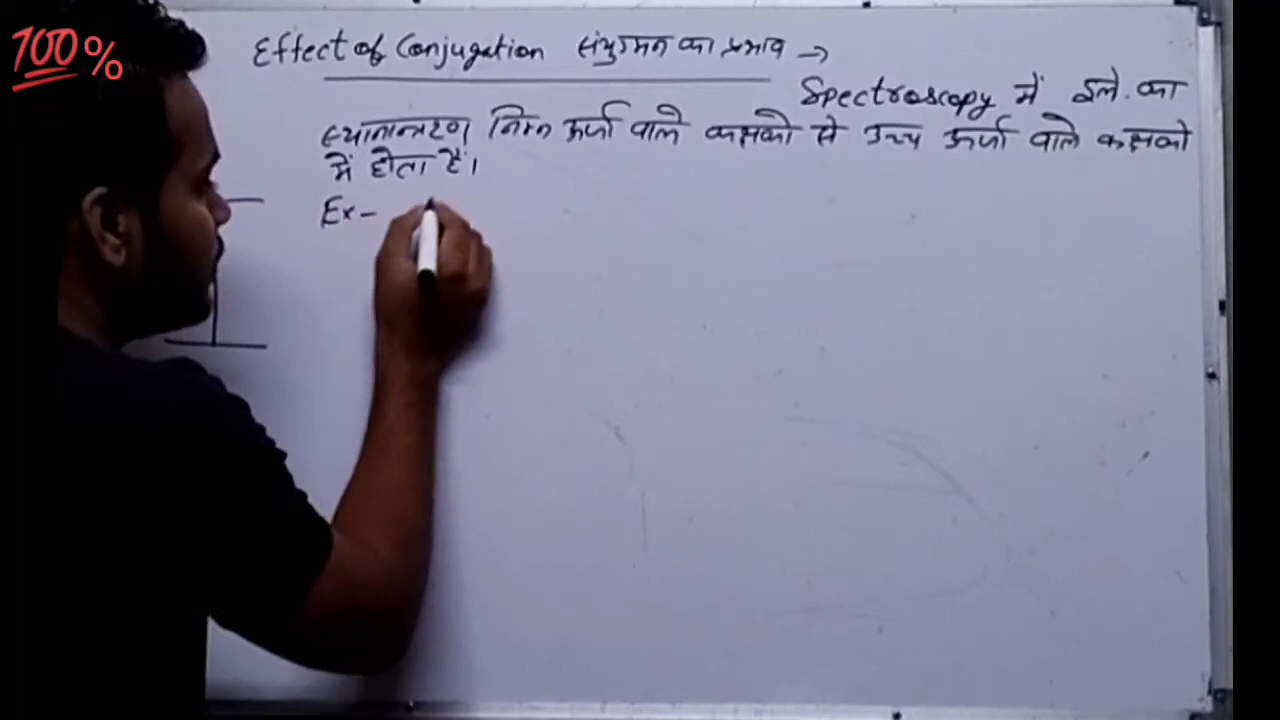 100%
Effect of Conjugation संयुग्मन का प्रभाव →
Spectroscopy में इले. का
स्थानान्तरण निम्न ऊर्जा वाले कक्षको से उच्च ऊर्जा वाले कक्षको
में होता हैं।
Ex-